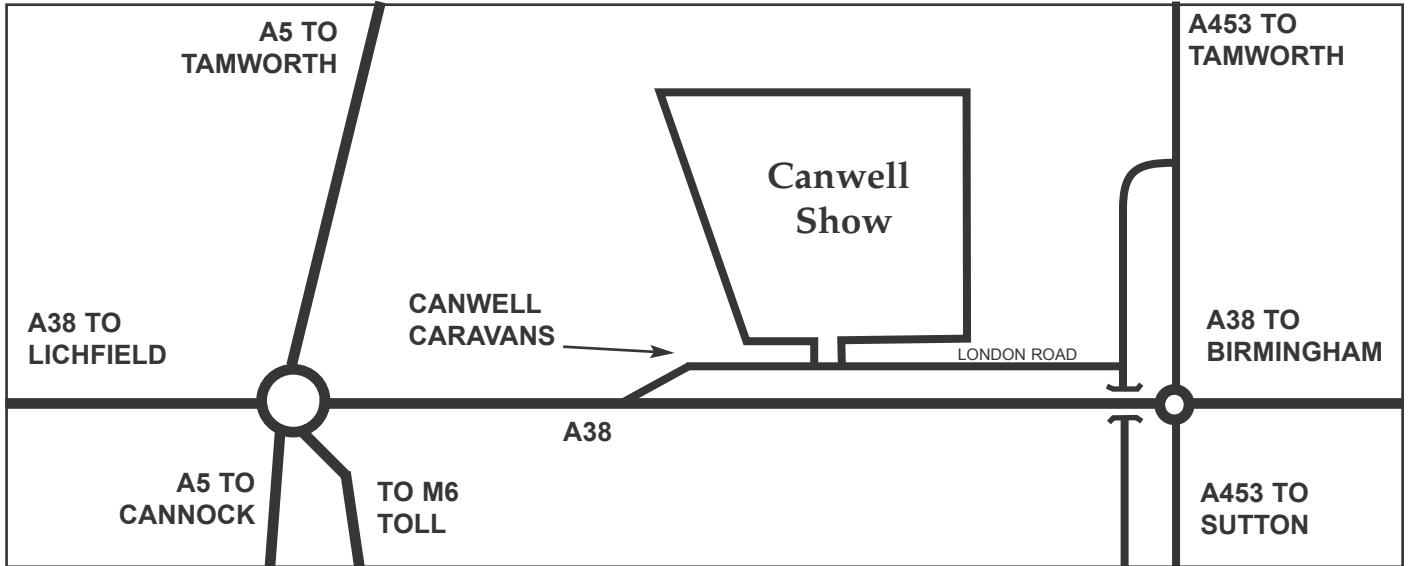 A5 TO
TAMWORTH
A453 TO
TAMWORTH
Canwell
Show
CANWELL
CARAVANS
A38 TO
LICHFIELD
A38 TO
BIRMINGHAM
LONDON ROAD
A38
A5 TO
CANNOCK
TO M6
TOLL
A453 TO
SUTTON